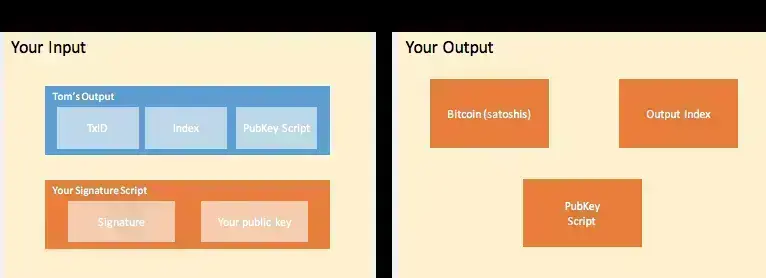 Your Input
Tom's Output
TxID
Index
PubKey Script
Your Signature Script
Signature
Your public key
Your Output
Bitcoin (satoshis)
Output Index
PubKey
Script